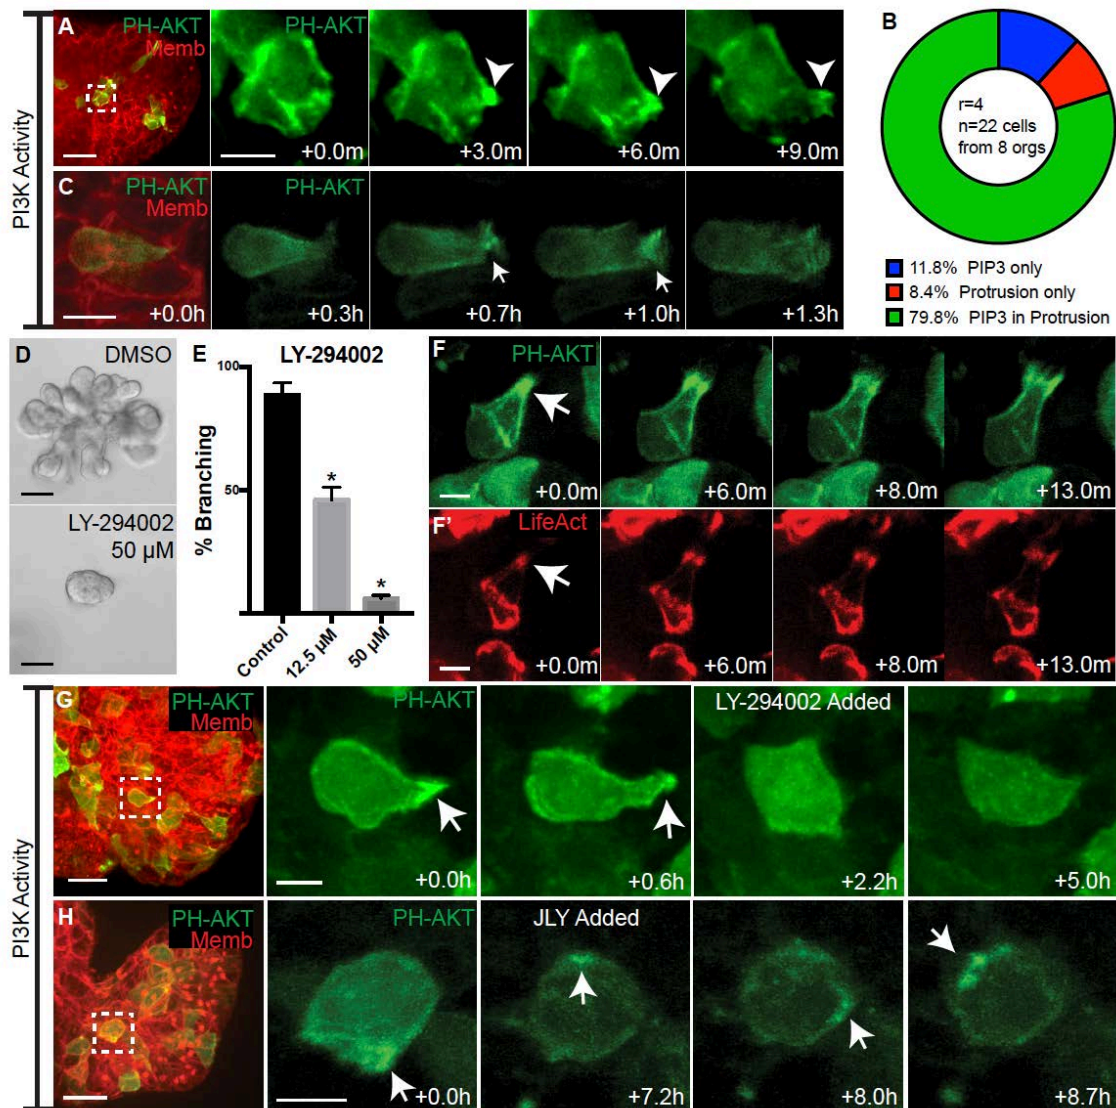 PI3K Activity
A
PH-AKT
Memb
PH-AKT
+0.0m
+3.0m
+6.0m
+9.0m
B
r=4
n=22 cells
from 8 orgs
11.8% PIP3 only
8.4% Protrusion only
79.8% PIP3 in Protrusion
C
PH-AKT
Memb
PH-AKT
+0.0h
+0.3h
+0.7h
+1.0h
+1.3h
D
DMSO
LY-294002
50 µM
E
LY-294002
% Branching
100
50
Control
12.5 µM
50 µM
*
*
F
PH-AKT
+0.0m
+6.0m
+8.0m
+13.0m
F'
LifeAct
+0.0m
+6.0m
+8.0m
+13.0m
PI3K Activity
G
PH-AKT
Memb
PH-AKT
LY-294002 Added
+0.0h
+0.6h
+2.2h
+5.0h
H
PH-AKT
Memb
PH-AKT
JLY Added
+0.0h
+7.2h
+8.0h
+8.7h